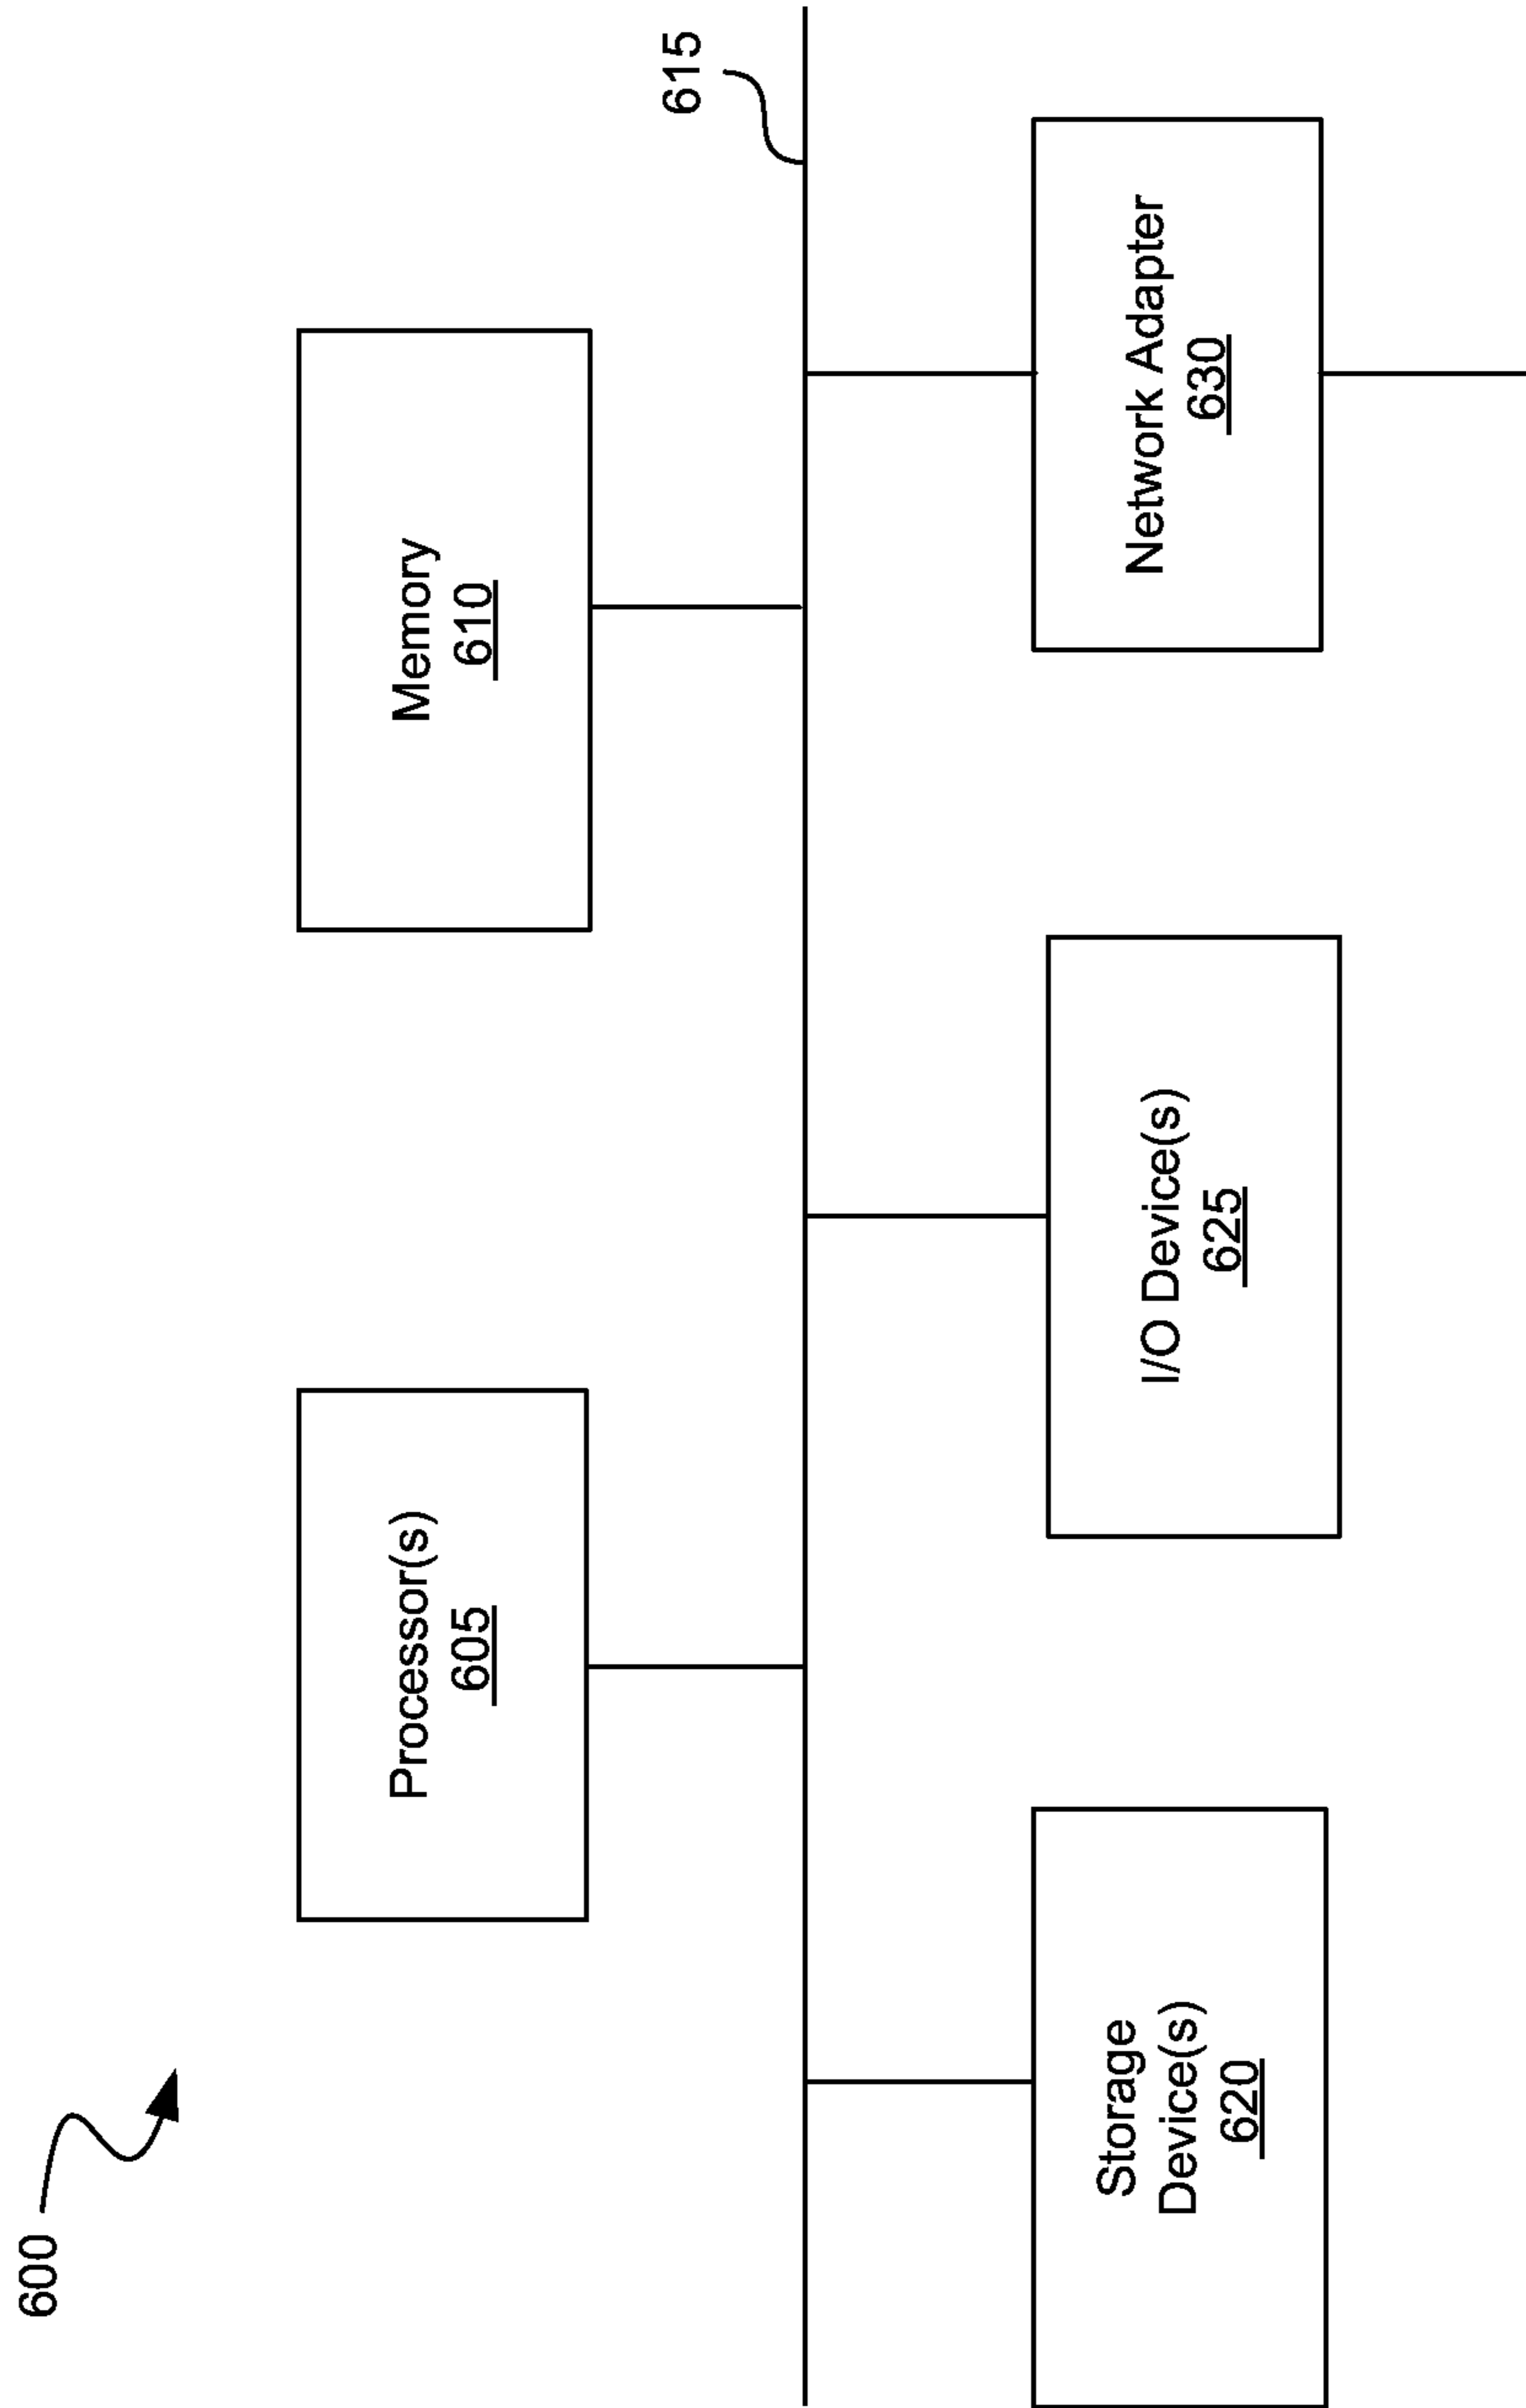 600
Processor(s)
605
Memory
610
615
Storage
Device(s)
620
I/O Device(s)
625
Network Adapter
630